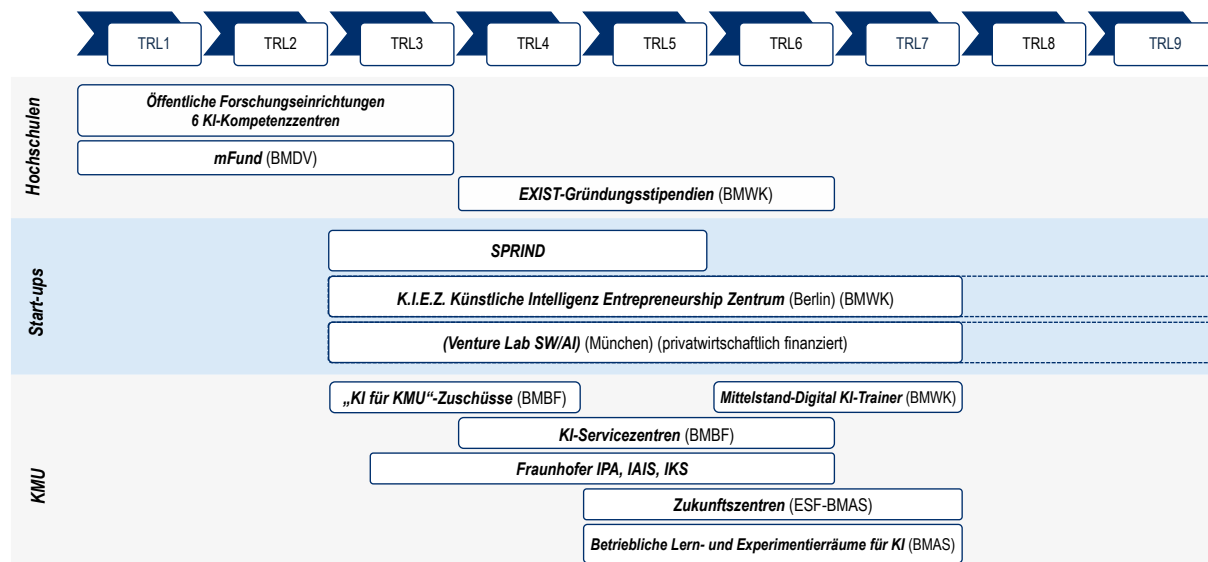 TRL1
TRL2
TRL3
TRL4
TRL5
TRL6
TRL7
TRL8
TRL9
Hochschulen
Öffentliche Forschungseinrichtungen
6 KI-Kompetenzzentren
mFund (BMDV)
EXIST-Gründungsstipendien (BMWK)
Start-ups
SPRIND
K.I.E.Z. Künstliche Intelligenz Entrepreneurship Zentrum (Berlin) (BMWK)
(Venture Lab SW/AI) (München) (privatwirtschaftlich finanziert)
KMU
„KI für KMU“-Zuschüsse (BMBF)
Mittelstand-Digital KI-Trainer (BMWK)
KI-Servicezentren (BMBF)
Fraunhofer IPA, IAIS, IKS
Zukunftszentren (ESF-BMAS)
Betriebliche Lern- und Experimentierräume für KI (BMAS)